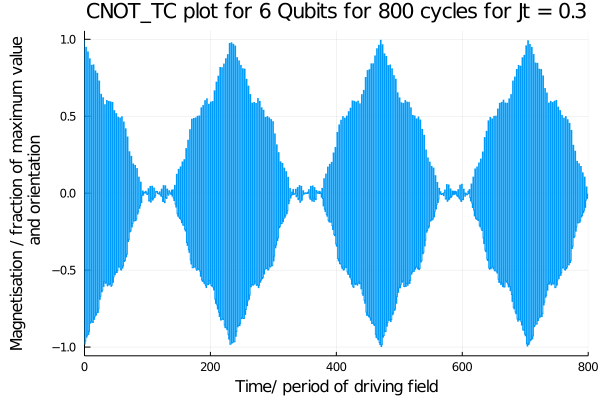 CNOT_TC plot for 6 Qubits for 800 cycles for Jt = 0.3
Magnetisation / fraction of maximum value
and orientation
1.0
0.5
0.0
−0.5
−1.0
0 200 400 600 800
Time/ period of driving field